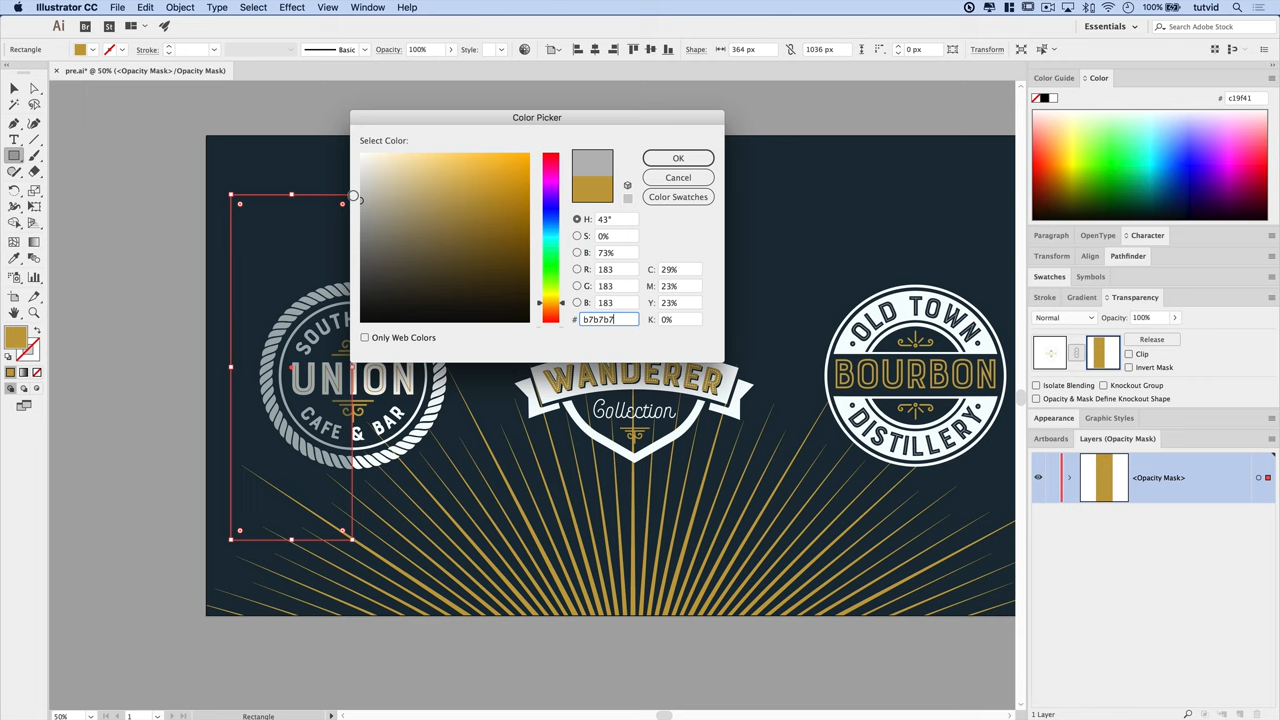 Illustrator CC File Edit Object Type Select Effect View Window Help 100% tutvid
Ai Br St Essentials Search Adobe Stock
Rectangle Stroke: Basic Opacity: 100% Style: Shape: 364 px 1036 px 0 px Transform
× pre.ai* @ 50% (<Opacity Mask>/Opacity Mask)
Color Guide Color
# c19f41
Color Picker
Select Color:
OK
Cancel
Color Swatches
H: 43°
S: 0%
B: 73%
R: 183 C: 29%
G: 183 M: 23%
B: 183 Y: 23%
# b7b7b7 K: 0%
Only Web Colors
SOUTH
UNION
CAFE & BAR
WANDERER
Collection
OLD TOWN
BOURBON
DISTILLERY
Paragraph OpenType Character
Transform Align Pathfinder
Swatches Symbols
Stroke Gradient Transparency
Normal Opacity: 100%
Release
Clip
Invert Mask
Isolate Blending Knockout Group
Opacity & Mask Define Knockout Shape
Appearance Graphic Styles
Artboards Layers (Opacity Mask)
<Opacity Mask>
50% 1 Rectangle
1 Layer